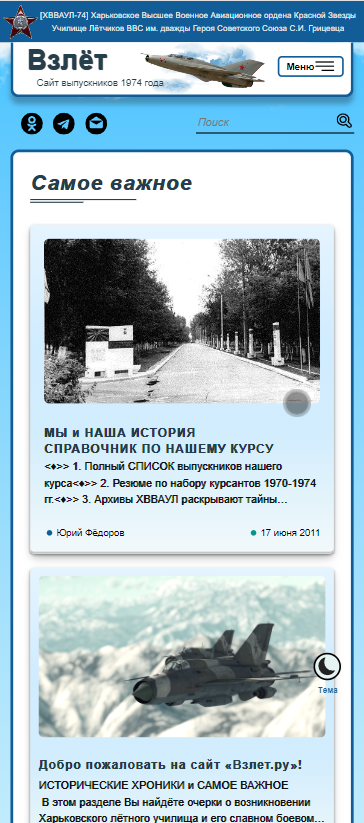 [ХВВАУЛ-74] Харьковское Высшее Военное Авиационное ордена Красной Звезды
Училище Лётчиков ВВС им. дважды Героя Советского Союза С.И. Грицевца
Взлёт
Сайт выпускников 1974 года
Меню
Поиск
Самое важное
МЫ и НАША ИСТОРИЯ
СПРАВОЧНИК ПО НАШЕМУ КУРСУ
<♦>> 1. Полный СПИСОК выпускников нашего
курса<♦>> 2. Резюме по набору курсантов 1970-1974
гг.<♦>> 3. Архивы ХВВАУЛ раскрывают тайны...
Юрий Фёдоров
17 июня 2011
Тема
Добро пожаловать на сайт «Взлет.ру»!
ИСТОРИЧЕСКИЕ ХРОНИКИ и САМОЕ ВАЖНОЕ
В этом разделе Вы найдёте очерки о возникновении
Харьковского лётного училища и его славном боевом...